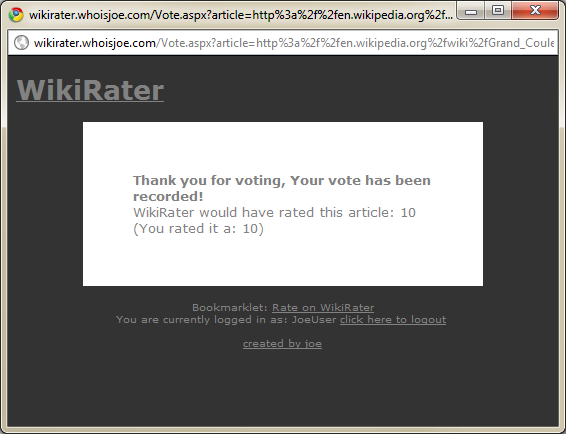 wikirater.whoisjoe.com/Vote.aspx?article=http%3a%2f%2fen.wikipedia.org%2f...
wikirater.whoisjoe.com/Vote.aspx?article=http%3a%2f%2fen.wikipedia.org%2fwiki%2fGrand_Coule
WikiRater
Thank you for voting, Your vote has been
recorded!
WikiRater would have rated this article: 10
(You rated it a: 10)
Bookmarklet: Rate on WikiRater
You are currently logged in as: JoeUser click here to logout
created by joe